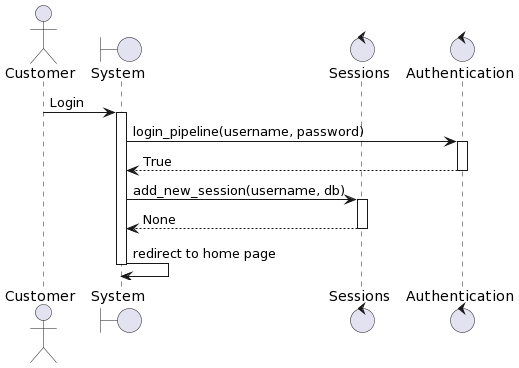 Customer System Sessions Authentication
Login
login_pipeline(username, password)
True
add_new_session(username, db)
None
redirect to home page
Customer System Sessions Authentication